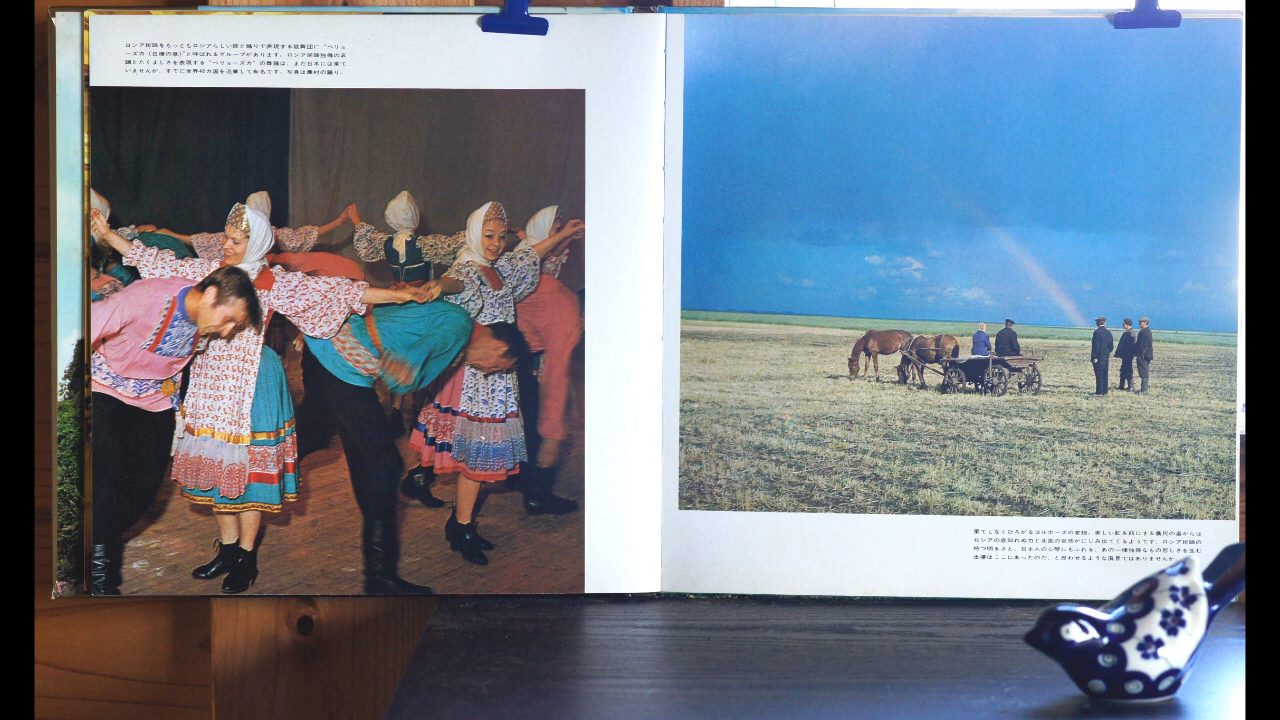 ロシア民謡をもっともロシアらしい鼓と踊りで表現する歌舞団に“ベリョ
ーズカ（白樺の意）”と呼ばれるグループがあります。ロシア民謡独特の哀
調とたくましさを表現する“ベリョーズカ”の舞踊は、まだ日本には来て
いませんが、すでに世界40カ国を巡業して有名です。写真は農村の踊り。
果てしなくひろがるコルホーズの麦畑。美しい虹を前にする農民の姿からは
ロシアの底知れぬ力と北国の哀愁がにじみ出てくるようです。ロシア民謡の
持つ明るさと、日本人の心琴にもふれる、あの一種独特なもの悲しさを生む
土壌はここにあったのだ、と思わせるような風景ではありませんか